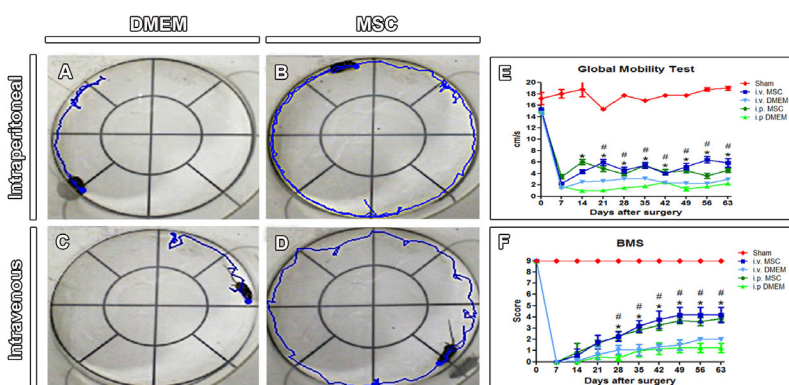 DMEM
MSC
Intraperitoneal
Intravenous
A
B
C
D
E
Global Mobility Test
20
18
16
14
12
10
8
6
4
2
0
cm/s
Sham
i.v. MSC
i.v. DMEM
i.p. MSC
i.p DMEM
* # * # * # * # * # * # * # *
0 7 14 21 28 35 42 49 56 63
Days after surgery
F
BMS
9
8
7
6
5
4
3
2
1
0
Score
Sham
i.v. MSC
i.v. DMEM
i.p. MSC
i.p DMEM
# * # * # * # * # * # *
0 7 14 21 28 35 42 49 56 63
Days after surgery